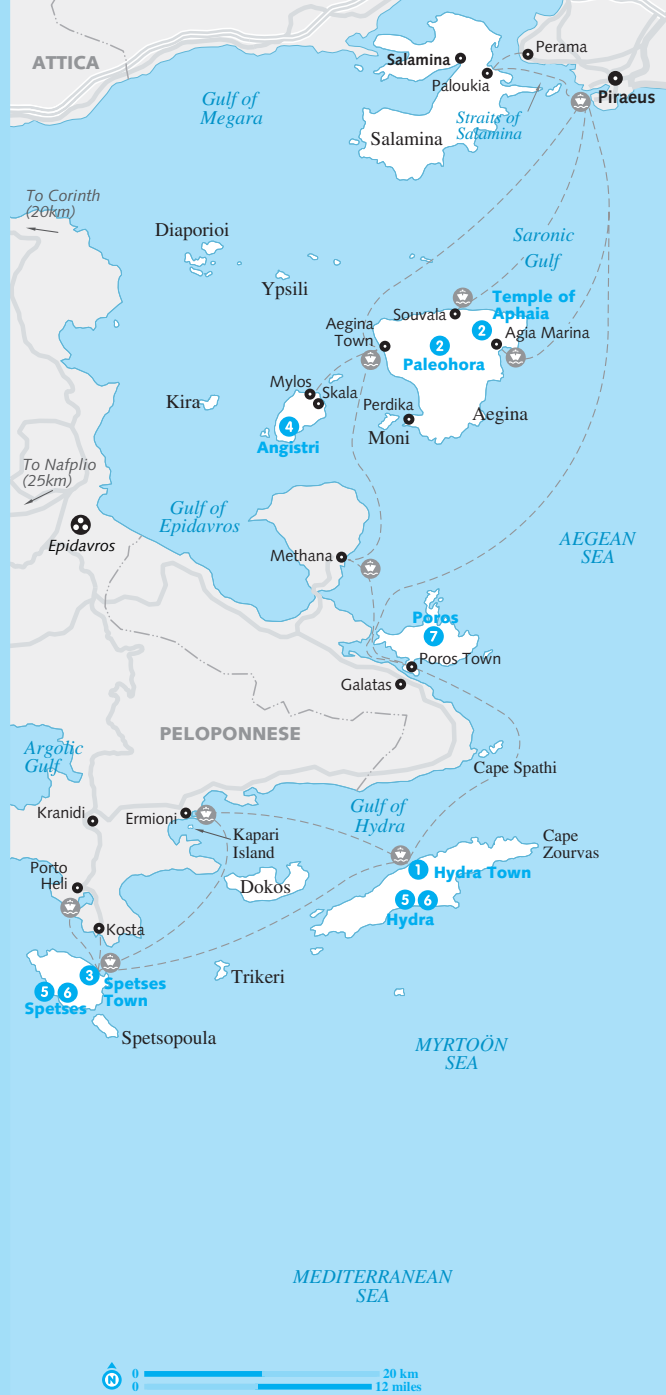 ATTICA
Salamina
Perama
Paloukia
Piraeus
Gulf of
Megara
Straits of
Salamina
Salamina
To Corinth
(20km)
Diaporioi
Saronic
Gulf
Ypsili
Temple of
Aphaia
Souvala
2
Agia Marina
Aegina
Town
2
Paleohora
Mylos
Skala
Kira
Perdika
Aegina
4
Moni
Angistri
To Nafplio
(25km)
Gulf of
Epidavros
Epidavros
AEGEAN
SEA
Methana
Poros
7
Poros Town
Galatas
PELOPONNESE
Argolic
Gulf
Cape Spathi
Kranidi
Ermioni
Gulf of
Hydra
Kapari
Island
Cape
Zourvas
Porto
Heli
1
Hydra Town
Dokos
5 6
Hydra
Kosta
3
Spetses
Town
5 6
Spetses
Trikeri
Spetsopoula
MYRTOÖN
SEA
MEDITERRANEAN
SEA
N
0 20 km
0 12 miles